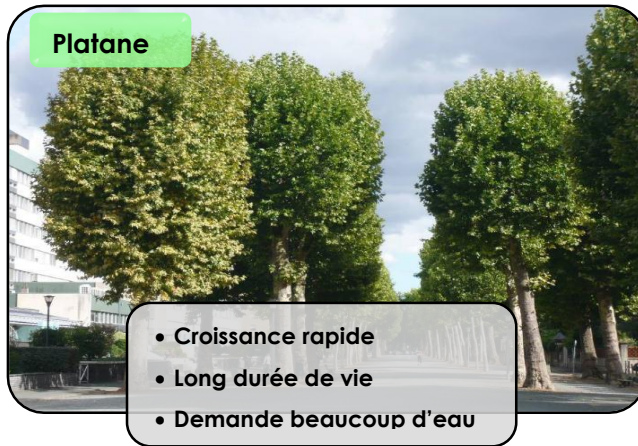 Platane
• Croissance rapide
• Long durée de vie
• Demande beaucoup d'eau